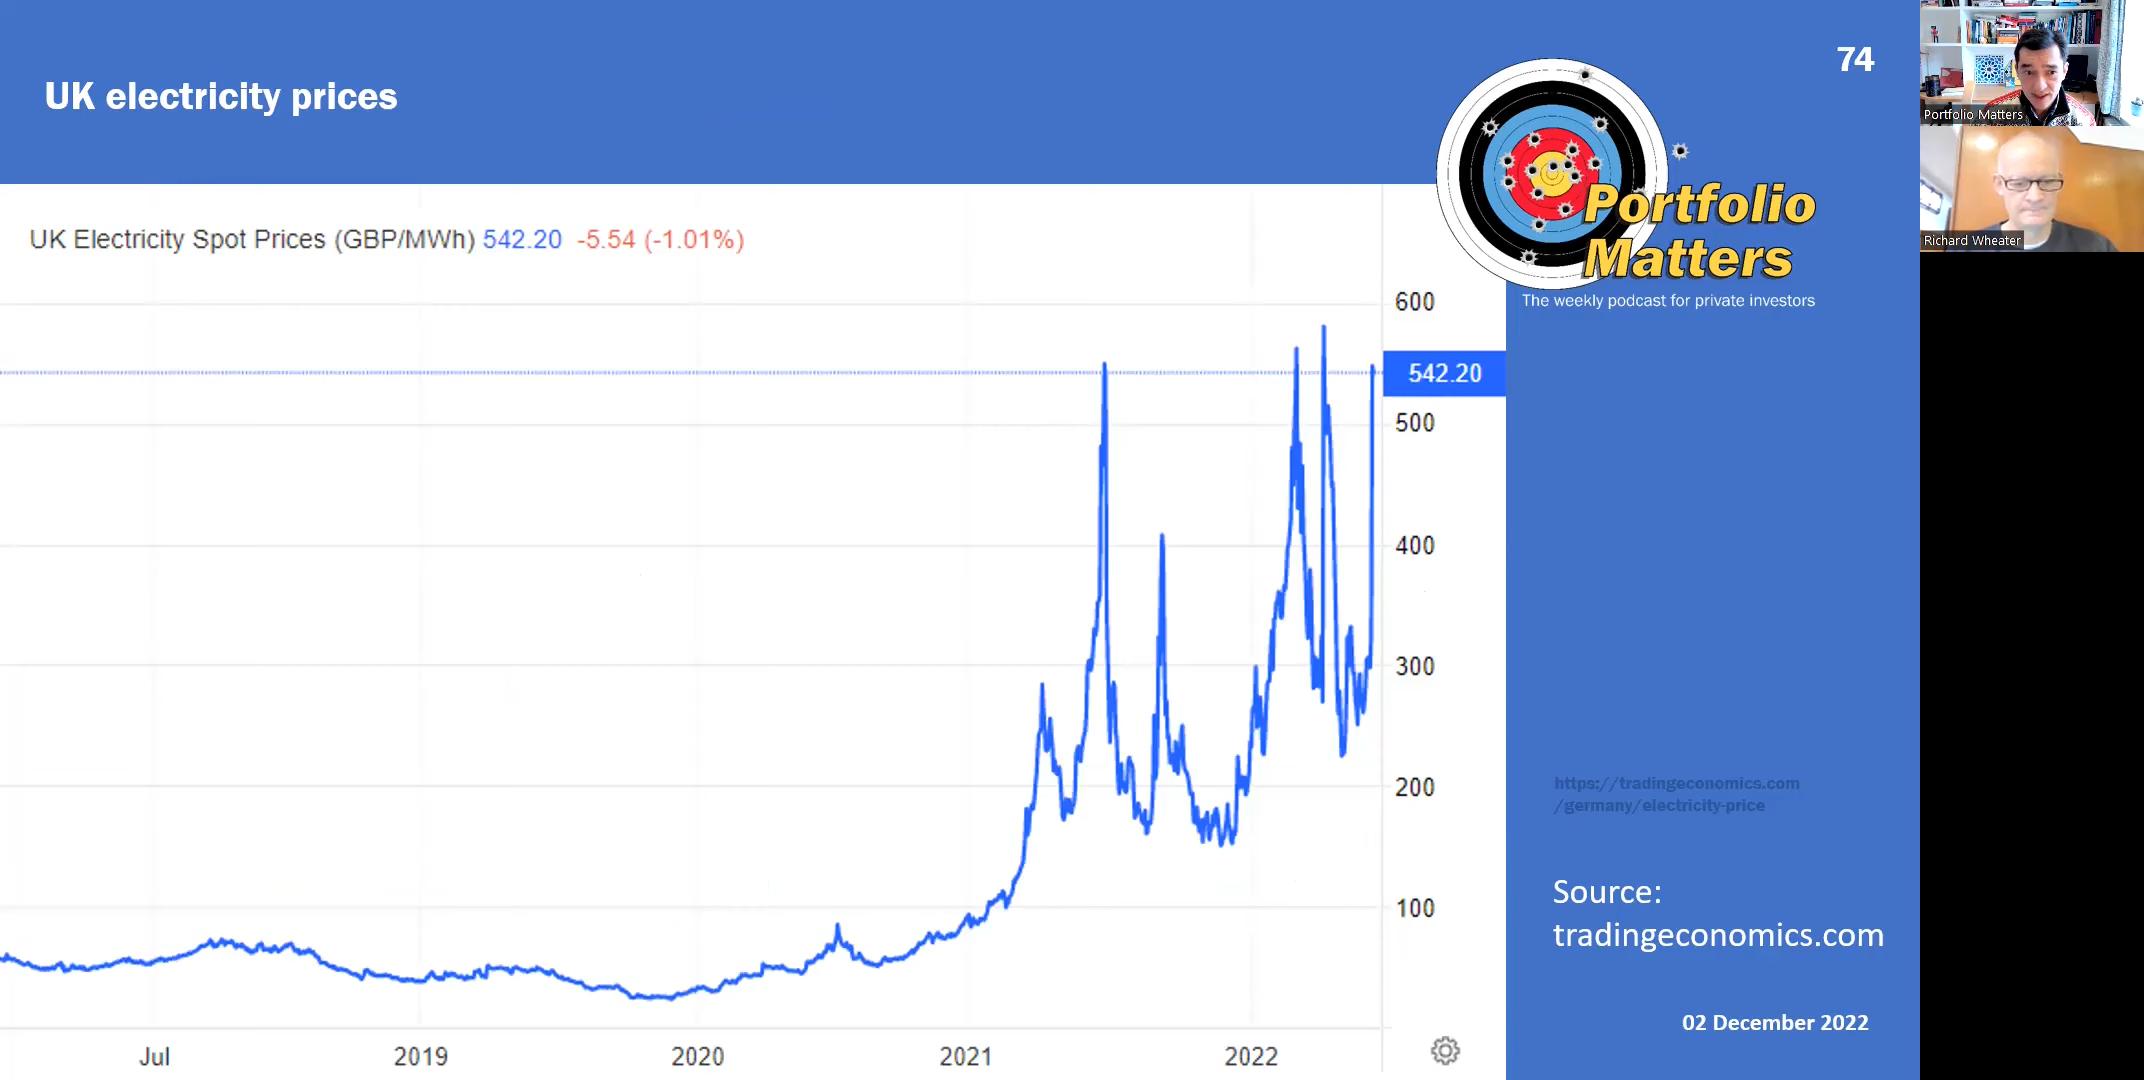 UK electricity prices
74
Portfolio
Matters
The weekly podcast for private investors
Portfolio Matters
Richard Wheater
UK Electricity Spot Prices (GBP/MWh) 542.20 -5.54 (-1.01%)
600
542.20
500
400
300
200
100
Jul 2019 2020 2021 2022
https://tradingeconomics.com
/germany/electricity-price
Source:
tradingeconomics.com
02 December 2022